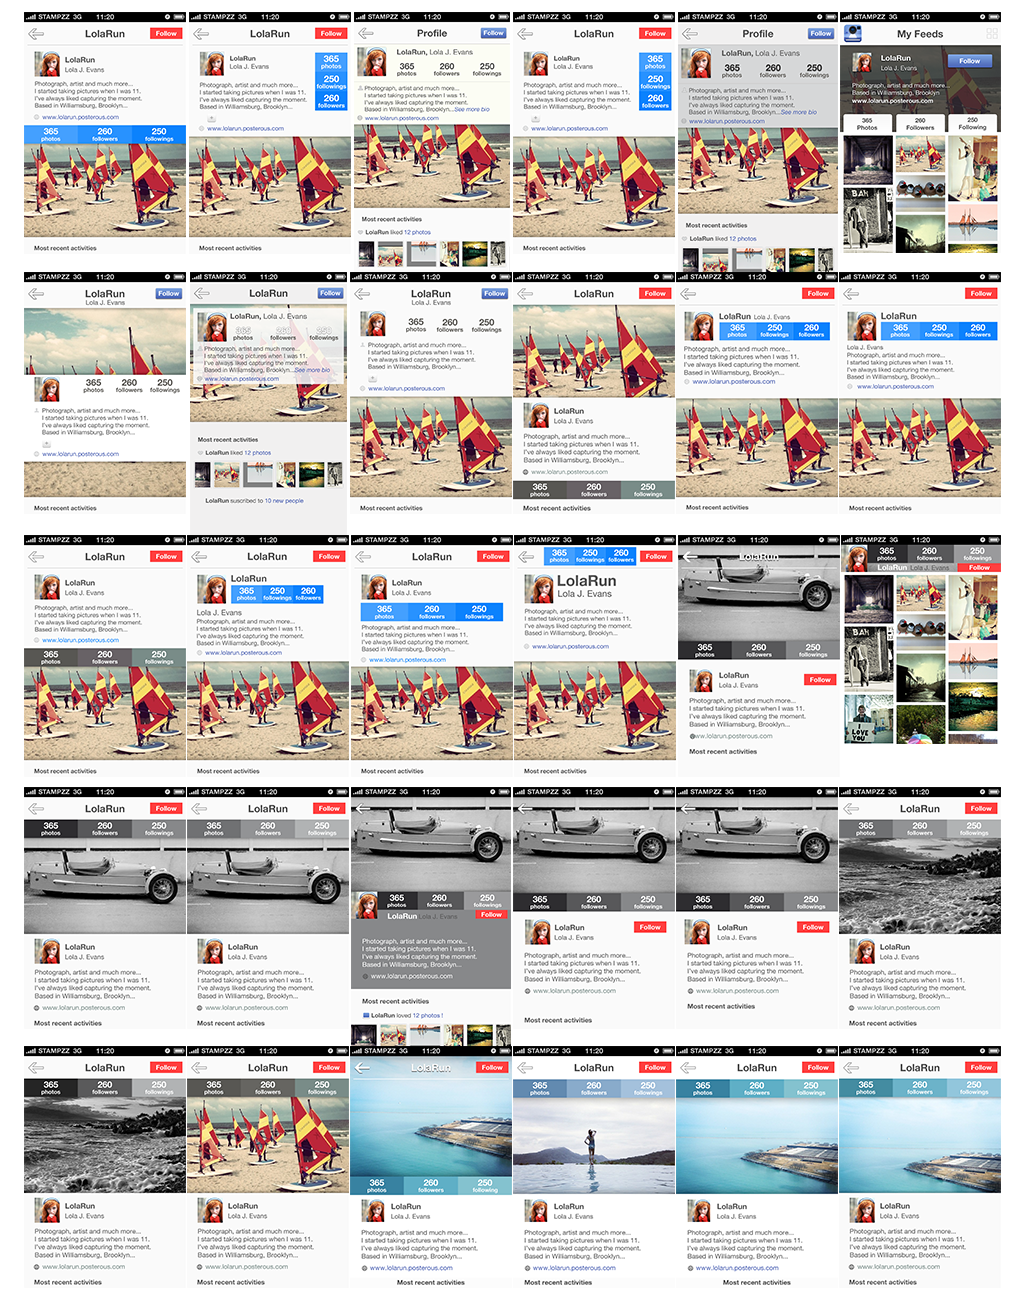 STAMPZZ 3G 11:20
LolaRun Follow
LolaRun
Lola J. Evans
Photograph, artist and much more...
I started taking pictures when I was 11.
I've always liked capturing the moment.
Based in Williamsburg, Brooklyn...
www.lolarun.posterous.com
365 photos 260 followers 250 followings
Most recent activities
STAMPZZ 3G 11:20
LolaRun Follow
LolaRun
Lola J. Evans
365 photos
250 followings
260 followers
Photograph, artist and much more...
I started taking pictures when I was 11.
I've always liked capturing the moment.
Based in Williamsburg, Brooklyn...
www.lolarun.posterous.com
Most recent activities
STAMPZZ 3G 11:20
Profile Follow
LolaRun, Lola J. Evans
365 photos 260 followers 250 followings
Photograph, artist and much more...
I started taking pictures when I was 11.
I've always liked capturing the moment.
Based in Williamsburg, Brooklyn...See more bio
www.lolarun.posterous.com
Most recent activities
LolaRun liked 12 photos
STAMPZZ 3G 11:20
LolaRun Follow
LolaRun
Lola J. Evans
365 photos
250 followings
260 followers
Photograph, artist and much more...
I started taking pictures when I was 11.
I've always liked capturing the moment.
Based in Williamsburg, Brooklyn...
www.lolarun.posterous.com
Most recent activities
STAMPZZ 3G 11:20
Profile Follow
LolaRun, Lola J. Evans
365 photos 260 followers 250 followings
Photograph, artist and much more...
I started taking pictures when I was 11.
I've always liked capturing the moment.
Based in Williamsburg, Brooklyn...See more bio
www.lolarun.posterous.com
Most recent activities
LolaRun liked 12 photos
STAMPZZ 3G 11:20
My Feeds
LolaRun Follow
Lola J. Evans
Photograph, artist and much more...
Based in Williamsburg, Brooklyn...
www.lolarun.posterous.com
365 Photos 260 Followers 250 Following
BAH
STAMPZZ 3G 11:20
LolaRun Follow
Lola J. Evans
365 photos 260 followers 250 followings
Photograph, artist and much more...
I started taking pictures when I was 11.
I've always liked capturing the moment.
Based in Williamsburg, Brooklyn...
www.lolarun.posterous.com
Most recent activities
STAMPZZ 3G 11:20
LolaRun Follow
LolaRun, Lola J. Evans
365 photos 260 followers 250 followings
Photograph, artist and much more...
I started taking pictures when I was 11.
I've always liked capturing the moment.
Based in Williamsburg, Brooklyn...See more bio
www.lolarun.posterous.com
Most recent activities
LolaRun liked 12 photos
LolaRun suscribed to 10 new people
STAMPZZ 3G 11:20
LolaRun Follow
Lola J. Evans
365 photos 260 followers 250 followings
Photograph, artist and much more...
I started taking pictures when I was 11.
I've always liked capturing the moment.
Based in Williamsburg, Brooklyn...
www.lolarun.posterous.com
Most recent activities
STAMPZZ 3G 11:20
LolaRun Follow
LolaRun
Lola J. Evans
Photograph, artist and much more...
I started taking pictures when I was 11.
I've always liked capturing the moment.
Based in Williamsburg, Brooklyn...
www.lolarun.posterous.com
365 photos 260 followers 250 followings
STAMPZZ 3G 11:20
Follow
LolaRun Lola J. Evans
365 photos 260 followers 250 followings
Photograph, artist and much more...
I started taking pictures when I was 11.
I've always liked capturing the moment.
Based in Williamsburg, Brooklyn...
www.lolarun.posterous.com
Most recent activities
STAMPZZ 3G 11:20
Follow
LolaRun
365 photos 260 followers 250 followings
Lola J. Evans
Photograph, artist and much more...
I started taking pictures when I was 11.
I've always liked capturing the moment.
Based in Williamsburg, Brooklyn...
www.lolarun.posterous.com
Most recent activities
STAMPZZ 3G 11:20
LolaRun Follow
LolaRun
Lola J. Evans
Photograph, artist and much more...
I started taking pictures when I was 11.
I've always liked capturing the moment.
Based in Williamsburg, Brooklyn...
www.lolarun.posterous.com
365 photos 260 followers 250 followings
Most recent activities
STAMPZZ 3G 11:20
LolaRun Follow
LolaRun
365 photos 250 followings 260 followers
Lola J. Evans
Photograph, artist and much more...
I started taking pictures when I was 11.
I've always liked capturing the moment.
Based in Williamsburg, Brooklyn...
www.lolarun.posterous.com
Most recent activities
STAMPZZ 3G 11:20
LolaRun Follow
LolaRun
Lola J. Evans
365 photos 260 followers 250 followings
Photograph, artist and much more...
I started taking pictures when I was 11.
I've always liked capturing the moment.
Based in Williamsburg, Brooklyn...
www.lolarun.posterous.com
Most recent activities
STAMPZZ 3G 11:20
365 photos 250 followings 260 followers Follow
LolaRun
Lola J. Evans
Photograph, artist and much more...
I started taking pictures when I was 11.
I've always liked capturing the moment.
Based in Williamsburg, Brooklyn...
www.lolarun.posterous.com
Most recent activities
STAMPZZ 3G 11:20
LolaRun
365 photos 260 followers 250 followings
LolaRun Follow
Lola J. Evans
Photograph, artist and much more...
I started taking pictures when I was 11.
I've always liked capturing the moment.
Based in Williamsburg, Brooklyn...
www.lolarun.posterous.com
Most recent activities
STAMPZZ 3G 11:20
365 photos 260 followers 250 followings
LolaRun Lola J. Evans Follow
BAH
I LOVE YOU
STAMPZZ 3G 11:20
LolaRun Follow
365 photos 260 followers 250 followings
LolaRun
Lola J. Evans
Photograph, artist and much more...
I started taking pictures when I was 11.
I've always liked capturing the moment.
Based in Williamsburg, Brooklyn...
www.lolarun.posterous.com
Most recent activities
STAMPZZ 3G 11:20
LolaRun Follow
365 photos 260 followers 250 followings
LolaRun
Lola J. Evans
Photograph, artist and much more...
I started taking pictures when I was 11.
I've always liked capturing the moment.
Based in Williamsburg, Brooklyn...
www.lolarun.posterous.com
Most recent activities
STAMPZZ 3G 11:20
365 photos 260 followers 250 followings
LolaRun Lola J. Evans Follow
Photograph, artist and much more...
I started taking pictures when I was 11.
I've always liked capturing the moment.
Based in Williamsburg, Brooklyn...
www.lolarun.posterous.com
Most recent activities
LolaRun loved 12 photos !
STAMPZZ 3G 11:20
365 photos 260 followers 250 followings
LolaRun Follow
Lola J. Evans
Photograph, artist and much more...
I started taking pictures when I was 11.
I've always liked capturing the moment.
Based in Williamsburg, Brooklyn...
www.lolarun.posterous.com
Most recent activities
STAMPZZ 3G 11:20
365 photos 260 followers 250 followings
LolaRun Follow
Lola J. Evans
Photograph, artist and much more...
I started taking pictures when I was 11.
I've always liked capturing the moment.
Based in Williamsburg, Brooklyn...
www.lolarun.posterous.com
Most recent activities
STAMPZZ 3G 11:20
LolaRun Follow
365 photos 260 followers 250 followings
LolaRun
Lola J. Evans
Photograph, artist and much more...
I started taking pictures when I was 11.
I've always liked capturing the moment.
Based in Williamsburg, Brooklyn...
www.lolarun.posterous.com
Most recent activities
STAMPZZ 3G 11:20
LolaRun Follow
365 photos 260 followers 250 followings
LolaRun
Lola J. Evans
Photograph, artist and much more...
I started taking pictures when I was 11.
I've always liked capturing the moment.
Based in Williamsburg, Brooklyn...
www.lolarun.posterous.com
Most recent activities
STAMPZZ 3G 11:20
LolaRun Follow
365 photos 260 followers 250 followings
LolaRun
Lola J. Evans
Photograph, artist and much more...
I started taking pictures when I was 11.
I've always liked capturing the moment.
Based in Williamsburg, Brooklyn...
www.lolarun.posterous.com
Most recent activities
STAMPZZ 3G 11:20
LolaRun Follow
365 photos 260 followers 250 followings
LolaRun
Lola J. Evans
Photograph, artist and much more...
I started taking pictures when I was 11.
I've always liked capturing the moment.
Based in Williamsburg, Brooklyn...
www.lolarun.posterous.com
Most recent activities
STAMPZZ 3G 11:20
LolaRun Follow
365 photos 260 followers 250 followings
LolaRun
Lola J. Evans
Photograph, artist and much more...
I started taking pictures when I was 11.
I've always liked capturing the moment.
Based in Williamsburg, Brooklyn...
www.lolarun.posterous.com
Most recent activities
STAMPZZ 3G 11:20
LolaRun Follow
365 photos 260 followers 250 followings
LolaRun
Lola J. Evans
Photograph, artist and much more...
I started taking pictures when I was 11.
I've always liked capturing the moment.
Based in Williamsburg, Brooklyn...
www.lolarun.posterous.com
Most recent activities
STAMPZZ 3G 11:20
LolaRun Follow
365 photos 260 followers 250 followings
LolaRun
Lola J. Evans
Photograph, artist and much more...
I started taking pictures when I was 11.
I've always liked capturing the moment.
Based in Williamsburg, Brooklyn...
www.lolarun.posterous.com
Most recent activities